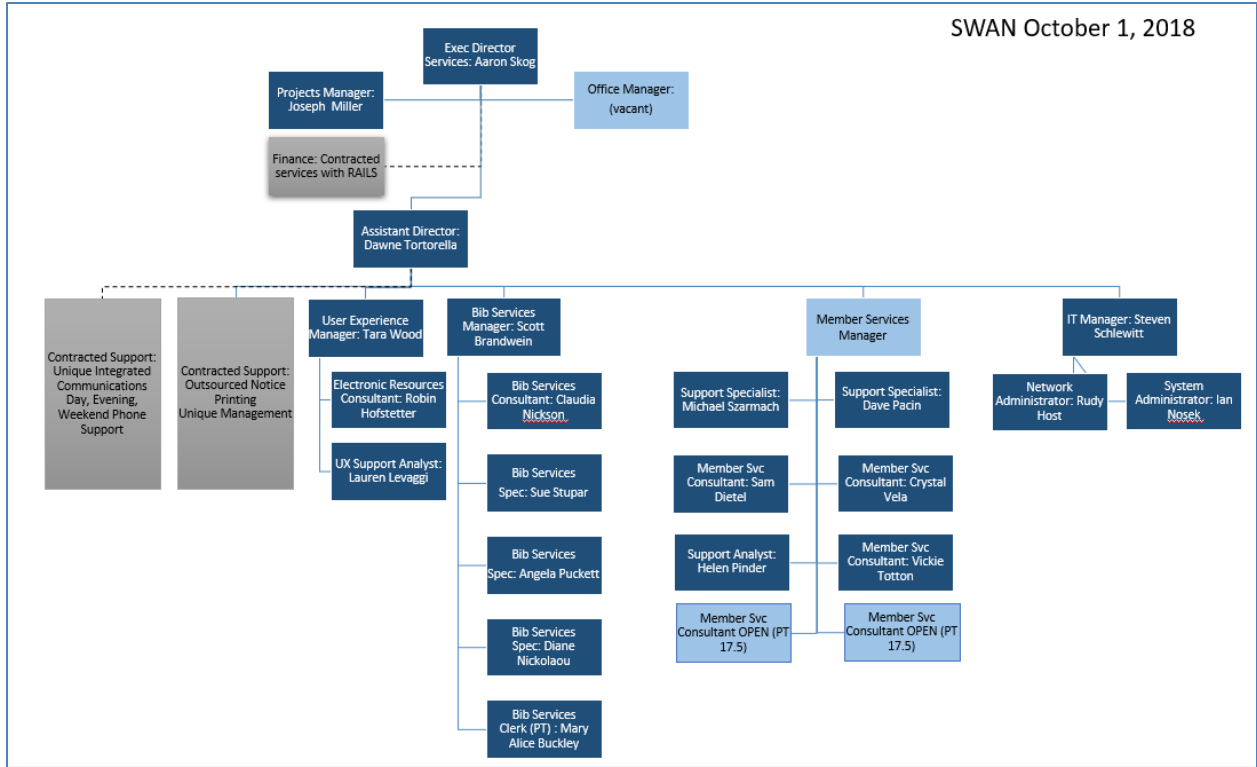 SWAN October 1, 2018
Exec Director
Services: Aaron Skog
Projects Manager:
Joseph Miller
Office Manager:
(vacant)
Finance: Contracted
services with RAILS
Assistant Director:
Dawne Tortorella
Contracted Support:
Unique Integrated
Communications
Day, Evening,
Weekend Phone
Support
Contracted Support:
Outsourced Notice
Printing
Unique Management
User Experience
Manager: Tara Wood
Electronic Resources
Consultant: Robin
Hofstetter
UX Support Analyst:
Lauren Levaggi
Bib Services
Manager: Scott
Brandwein
Bib Services
Consultant: Claudia
Nickson
Bib Services
Spec: Sue Stupar
Bib Services
Spec: Angela Puckett
Bib Services
Spec: Diane
Nickolaou
Bib Services
Clerk (PT) : Mary
Alice Buckley
Member Services
Manager
Support Specialist:
Michael Szarmach
Support Specialist:
Dave Pacin
Member Svc
Consultant: Sam
Dietel
Member Svc
Consultant: Crystal
Vela
Support Analyst:
Helen Pinder
Member Svc
Consultant: Vickie
Totton
Member Svc
Consultant OPEN (PT
17.5)
Member Svc
Consultant OPEN (PT
17.5)
IT Manager: Steven
Schlewitt
Network
Administrator: Rudy
Host
System
Administrator: Ian
Nosek